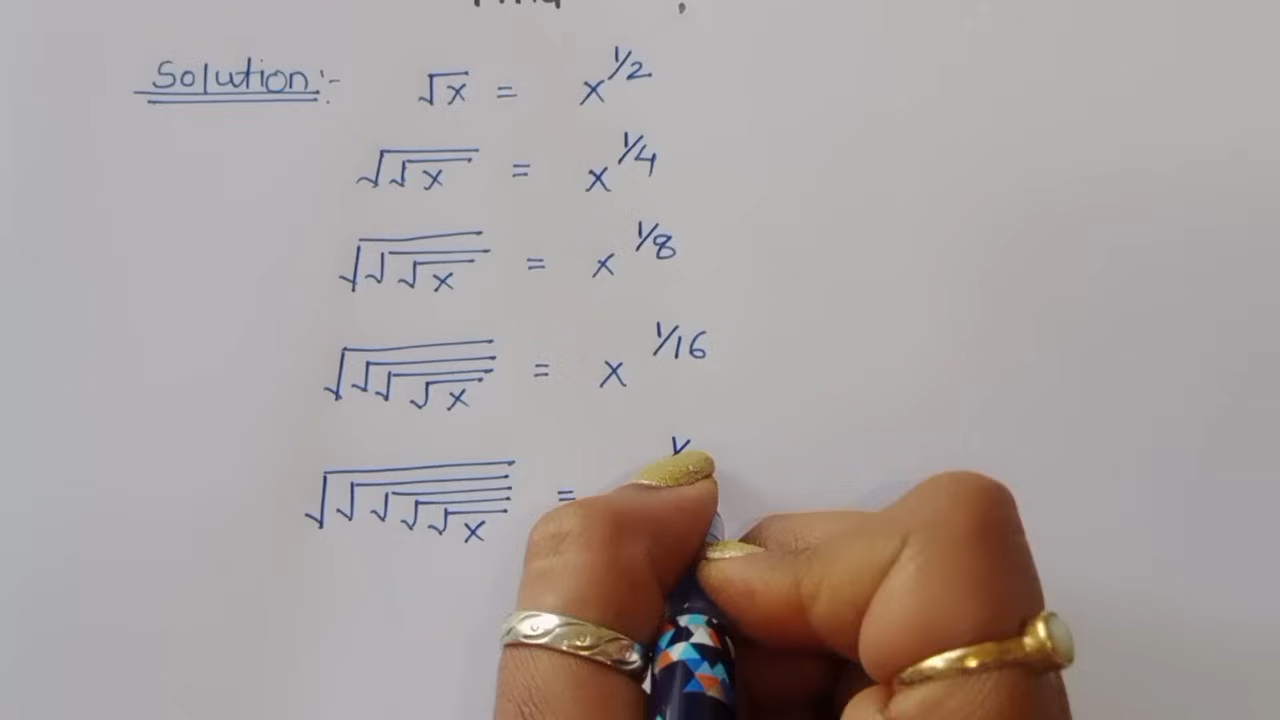 Solution:- √x = x^1/2
√√x = x^1/4
√√√x = x^1/8
√√√√x = x^1/16
√√√√√x =